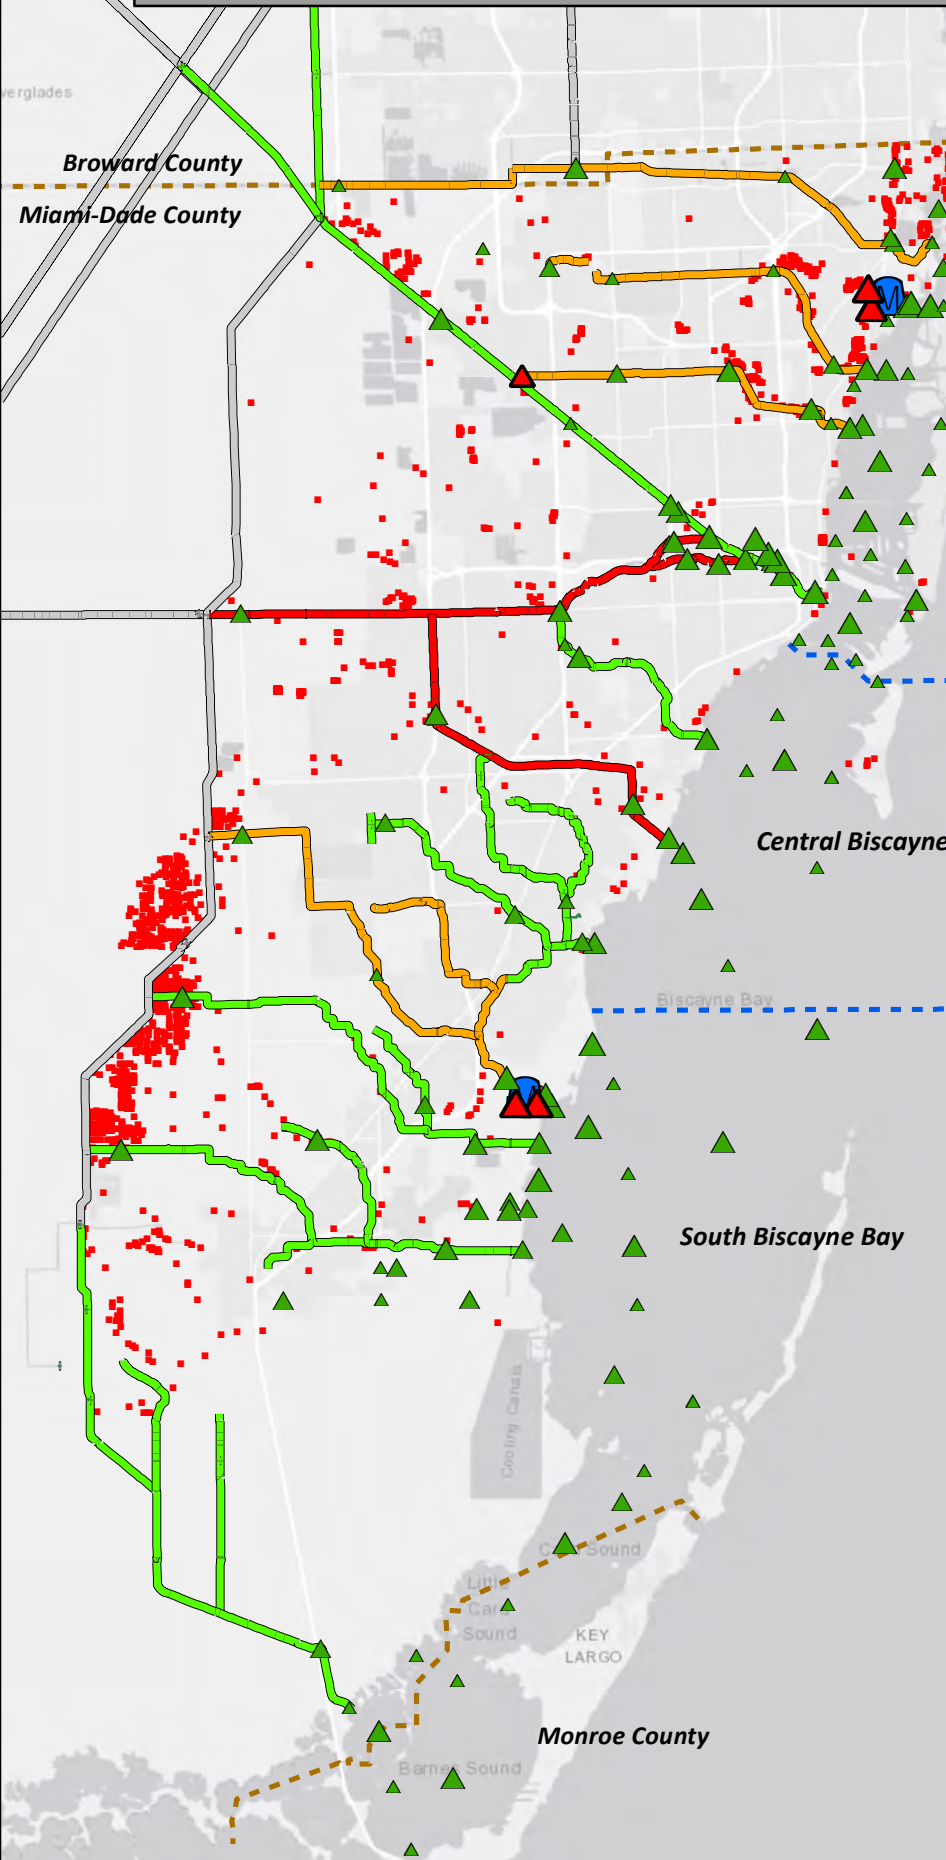 verglades
Broward County
Miami-Dade County
Central Biscayne
Biscayne Bay
South Biscayne Bay
Cooling Canals
Card Sound
Little
Card
Sound
KEY
LARGO
Monroe County
Barnes Sound